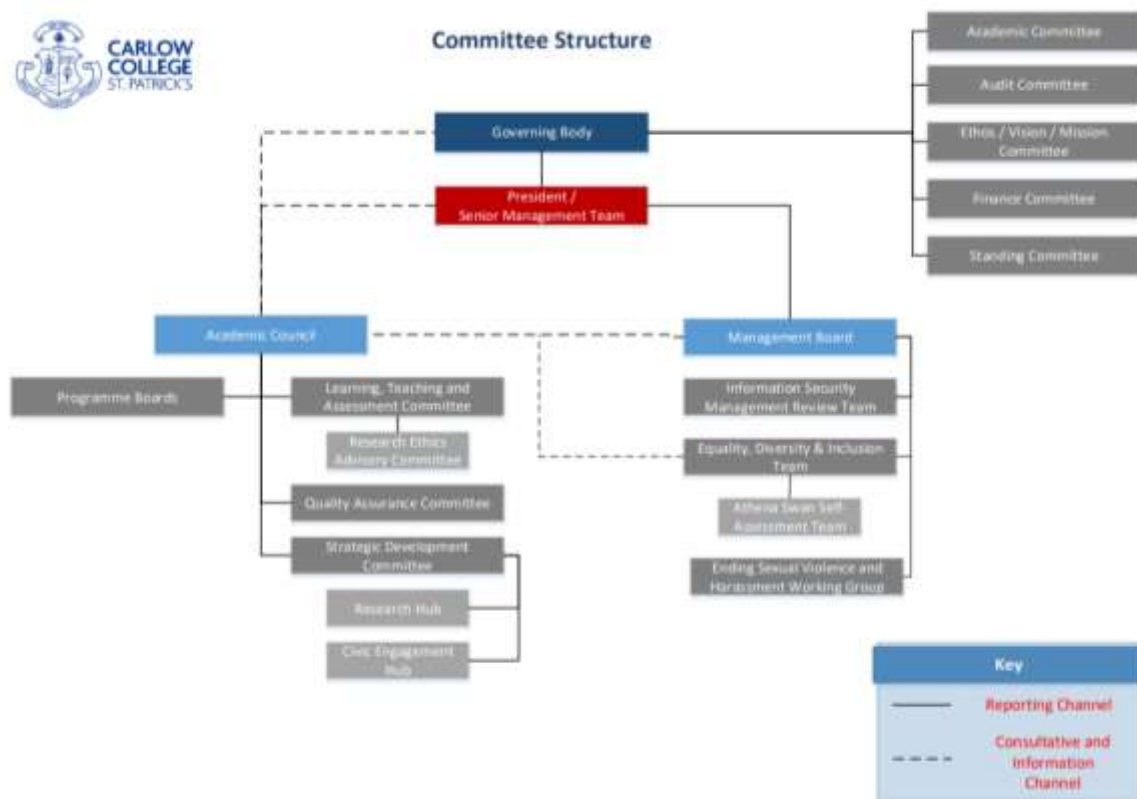 CARLOW
COLLEGE
ST. PATRICK'S
Committee Structure
Academic Committee
Audit Committee
Governing Body
Ethos / Vision / Mission
Committee
President /
Senior Management Team
Finance Committee
Standing Committee
Academic Council
Management Board
Programme Boards
Learning, Teaching and
Assessment Committee
Information Security
Management Review Team
Research Ethics
Advisory Committee
Equality, Diversity & Inclusion
Team
Quality Assurance Committee
Athena Swan Self-
Assessment Team
Strategic Development
Committee
Ending Sexual Violence and
Harassment Working Group
Research Hub
Civic Engagement
Hub
Key
Reporting Channel
Consultative and
Information
Channel